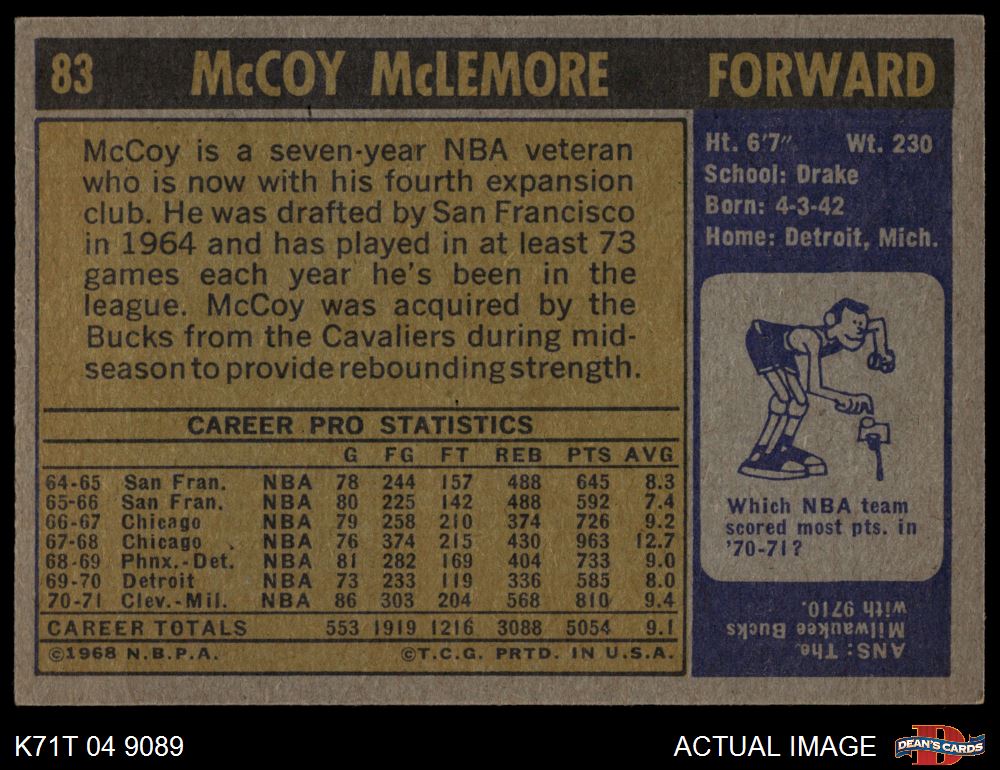 83 McCOY McLEMORE FORWARD
McCoy is a seven-year NBA veteran
who is now with his fourth expansion
club. He was drafted by San Francisco
in 1964 and has played in at least 73
games each year he's been in the
league. McCoy was acquired by the
Bucks from the Cavaliers during mid-
season to provide rebounding strength.
CAREER PRO STATISTICS
G FG FT REB PTS AVG
64-65 San Fran. NBA 78 244 157 488 645 8.3
65-66 San Fran. NBA 80 225 142 488 592 7.4
66-67 Chicago NBA 79 258 210 374 726 9.2
67-68 Chicago NBA 76 374 215 430 963 12.7
68-69 Phnx.-Det. NBA 81 282 169 404 733 9.0
69-70 Detroit NBA 73 233 119 336 585 8.0
70-71 Clev.-Mil. NBA 86 303 204 568 810 9.4
CAREER TOTALS 553 1919 1216 3088 5054 9.1
©1968 N.B.P.A. ©T.C.G. PRTD. IN U.S.A.
Ht. 6'7" Wt. 230
School: Drake
Born: 4-3-42
Home: Detroit, Mich.
Which NBA team
scored most pts. in
'70-71?
ANS: The
Milwaukee Bucks
with 9710.
K71T 04 9089
ACTUAL IMAGE
D
DEAN'S CARDS